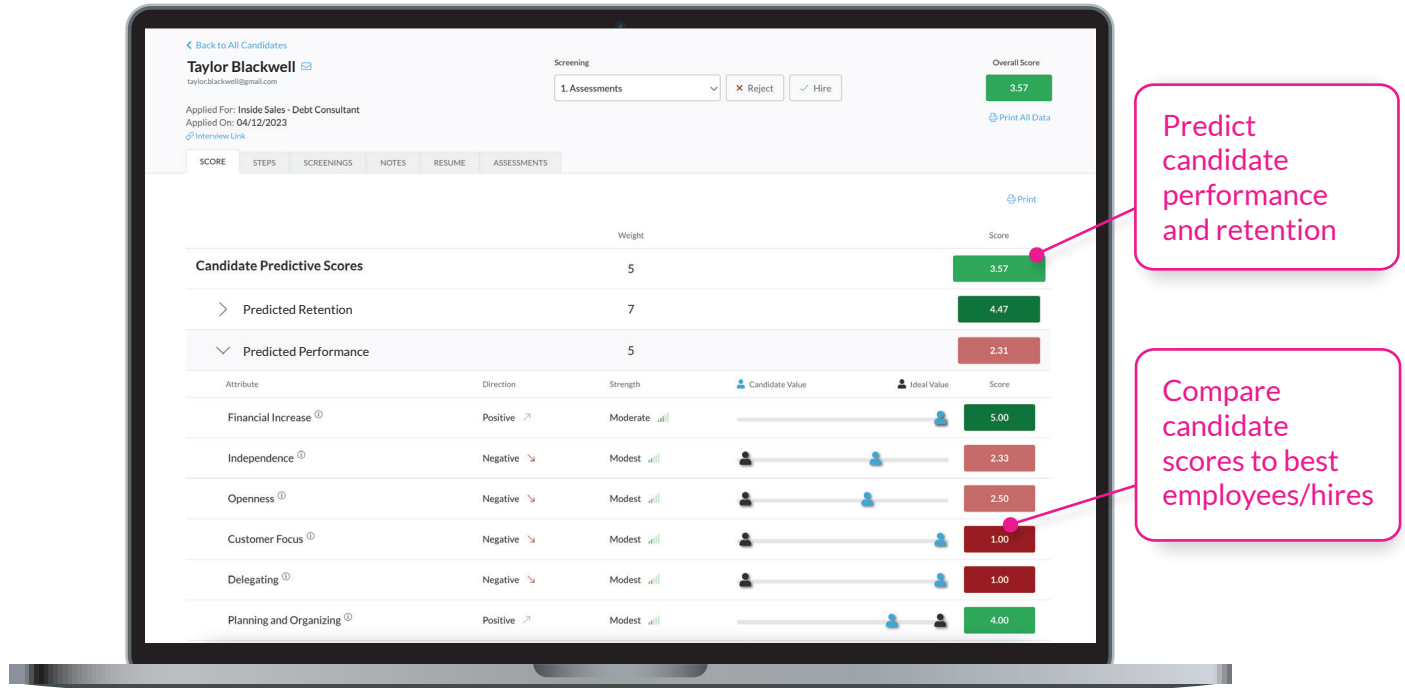 Back to All Candidates
Taylor Blackwell
taylor.blackwell@gmail.com
Applied For: Inside Sales - Debt Consultant
Applied On: 04/12/2023
Interview Link
Screening
1. Assessments
Reject
Hire
Overall Score
3.57
Print All Data
SCORE STEPS SCREENINGS NOTES RESUME ASSESSMENTS
Print
Weight Score
Candidate Predictive Scores 5 3.57
Predicted Retention 7 4.47
Predicted Performance 5 2.31
Attribute Direction Strength Candidate Value Ideal Value Score
Financial Increase Positive Moderate 5.00
Independence Negative Modest 2.33
Openness Negative Modest 2.50
Customer Focus Negative Modest 1.00
Delegating Negative Modest 1.00
Planning and Organizing Positive Modest 4.00
Predict
candidate
performance
and retention
Compare
candidate
scores to best
employees/hires